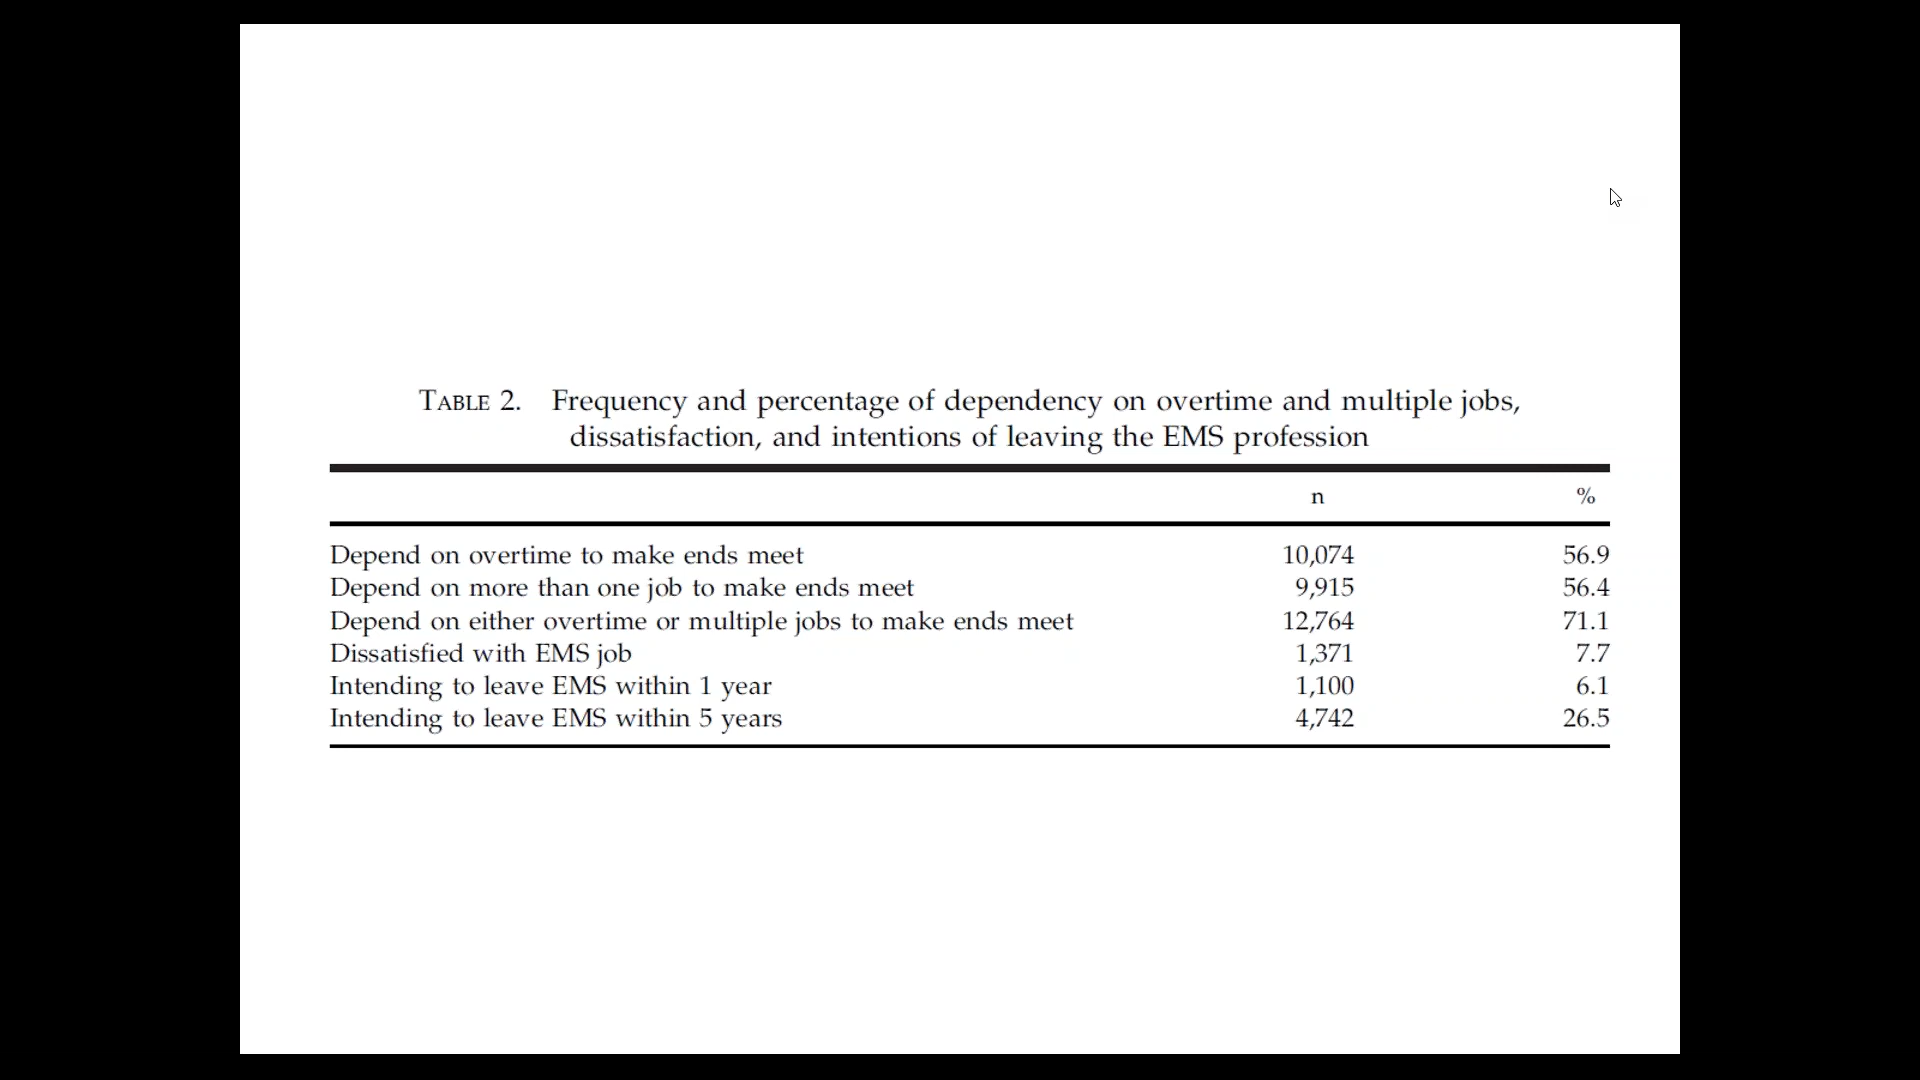 TABLE 2. Frequency and percentage of dependency on overtime and multiple jobs,
dissatisfaction, and intentions of leaving the EMS profession
n %
Depend on overtime to make ends meet 10,074 56.9
Depend on more than one job to make ends meet 9,915 56.4
Depend on either overtime or multiple jobs to make ends meet 12,764 71.1
Dissatisfied with EMS job 1,371 7.7
Intending to leave EMS within 1 year 1,100 6.1
Intending to leave EMS within 5 years 4,742 26.5